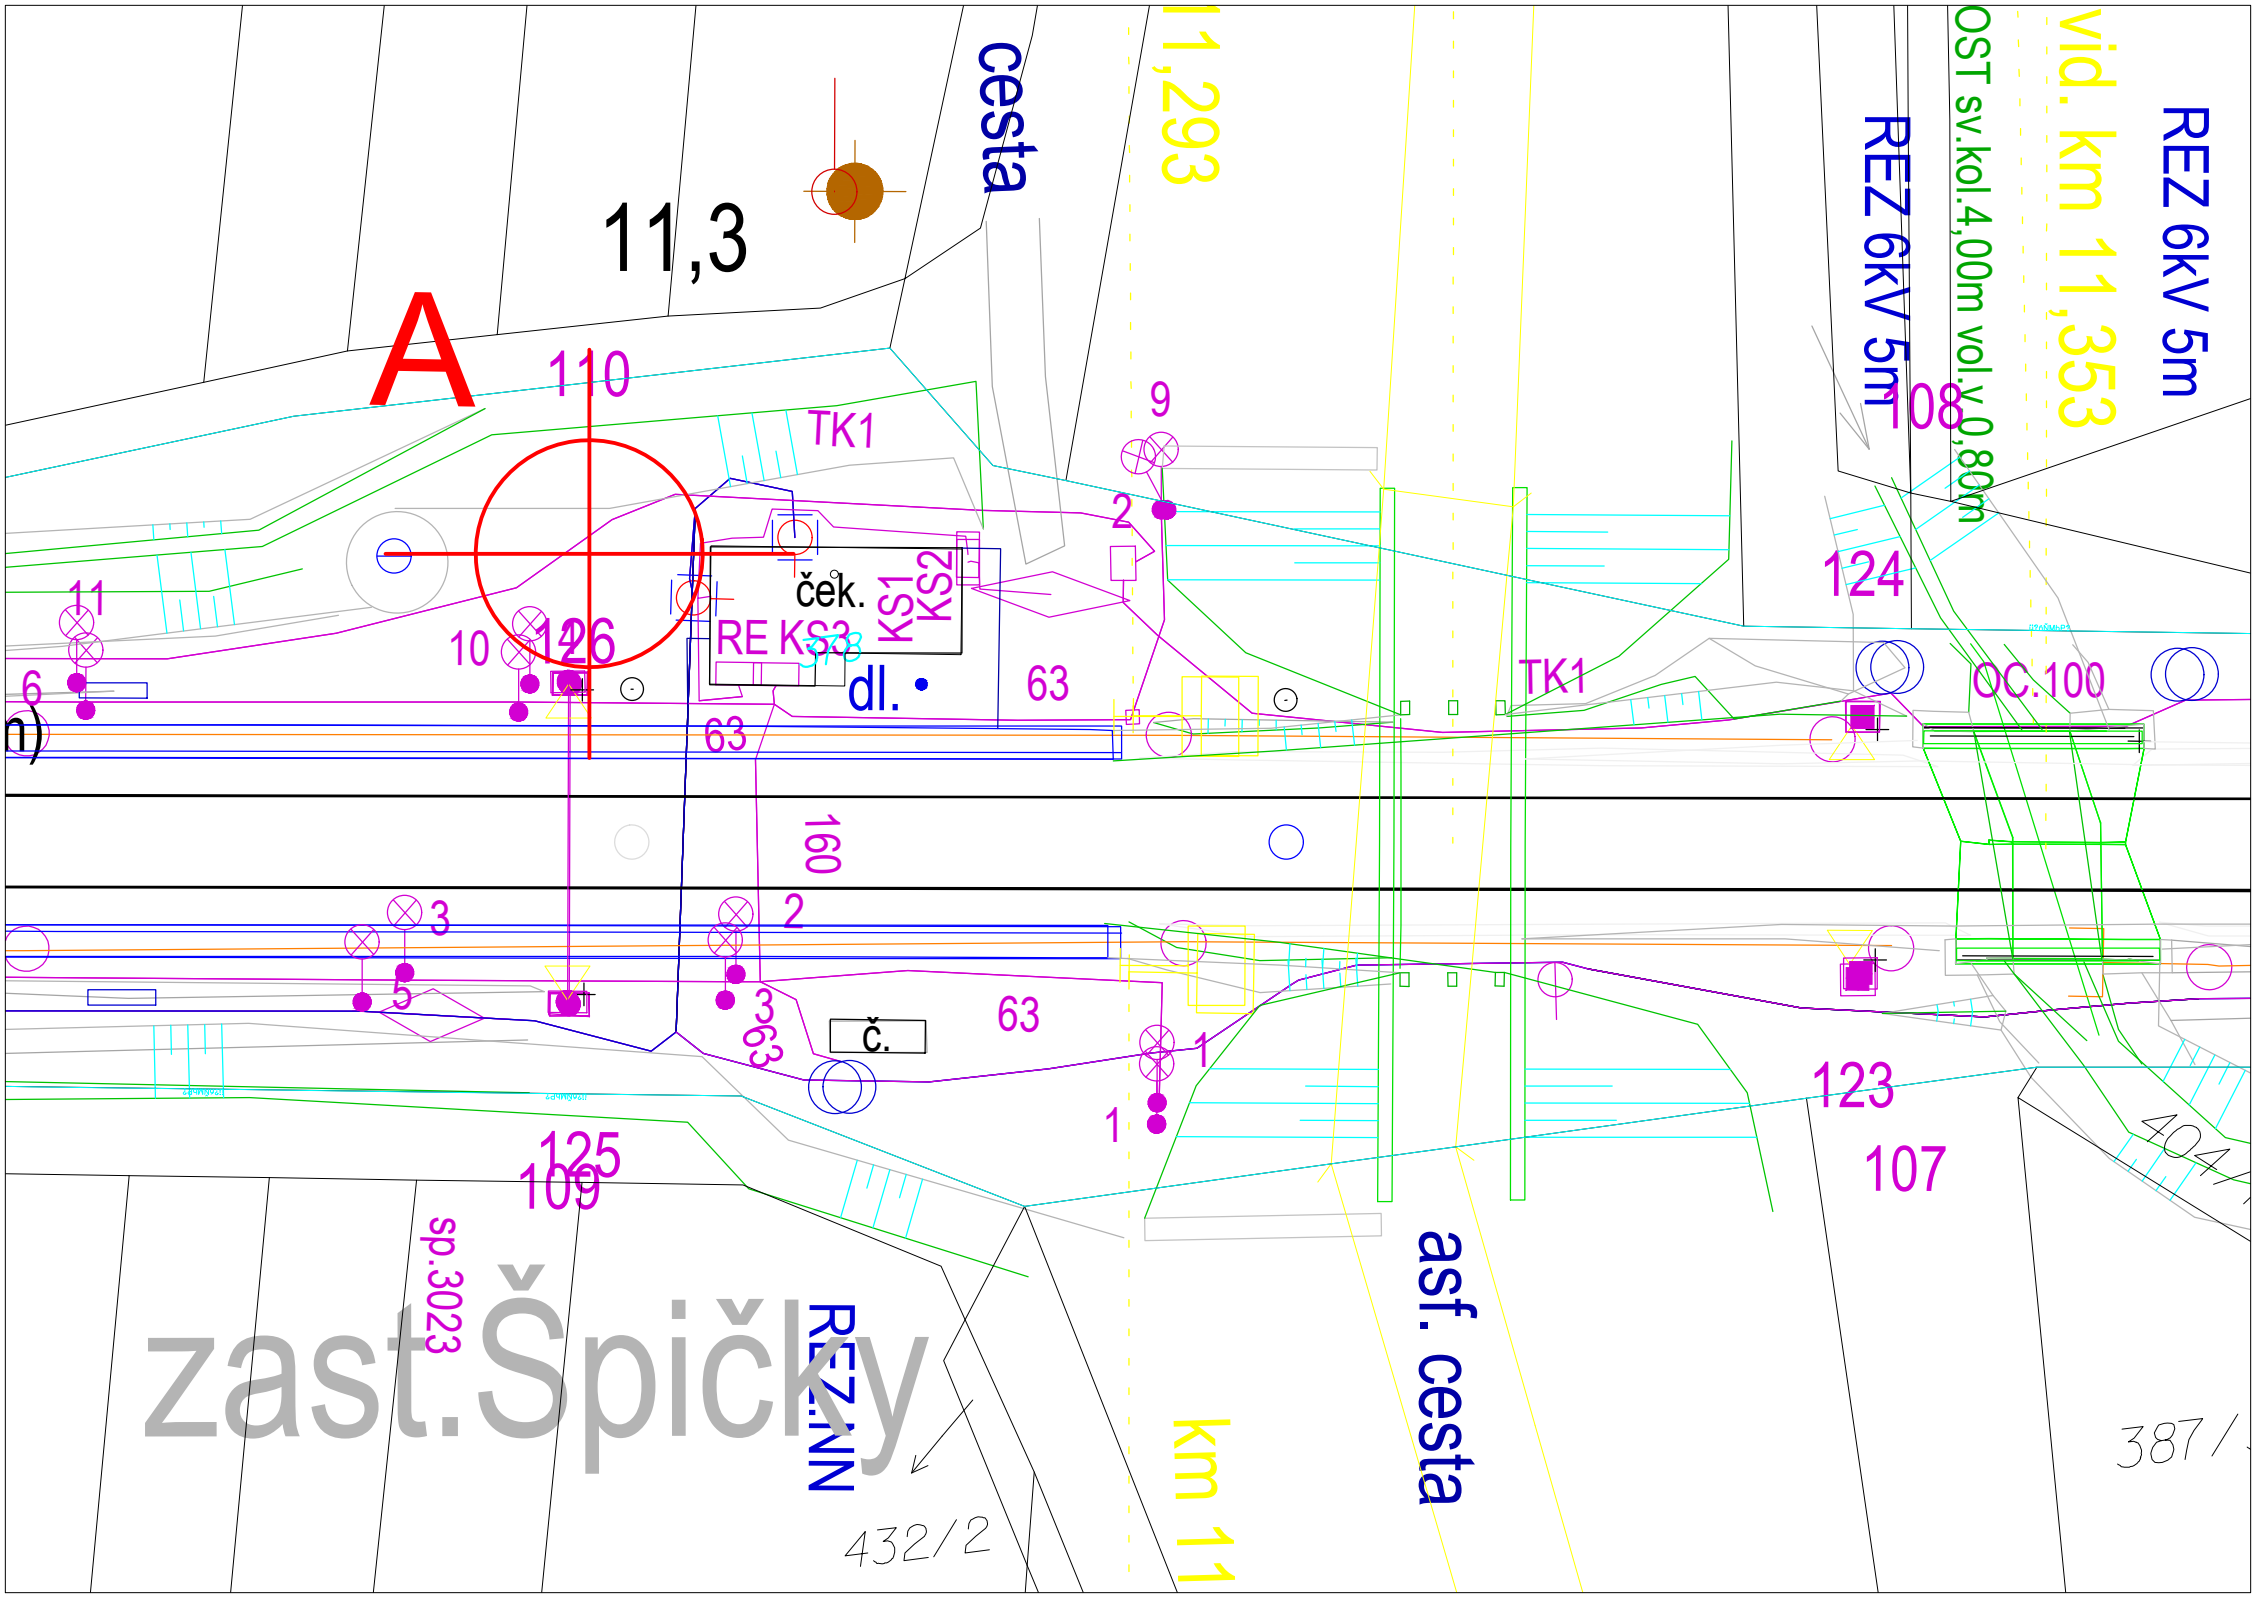 cesta
11,293
OST sv.kol.4,00m vol.v.0,80m
vid. km 11,353
REZ 6kV 5m
REZ 6kV 5m
11,3
A
110
TK1
9
108
2
124
11
10
126
ček.
KS1
KS2
RE KS3
378
6
dl.
63
TK1
OC.100
63
160
3
2
5
3
63
63
č.
1
1
123
125
109
107
sp.3023
zast.Špičky
REZ.NN
asf. cesta
km 11
387/
432/2